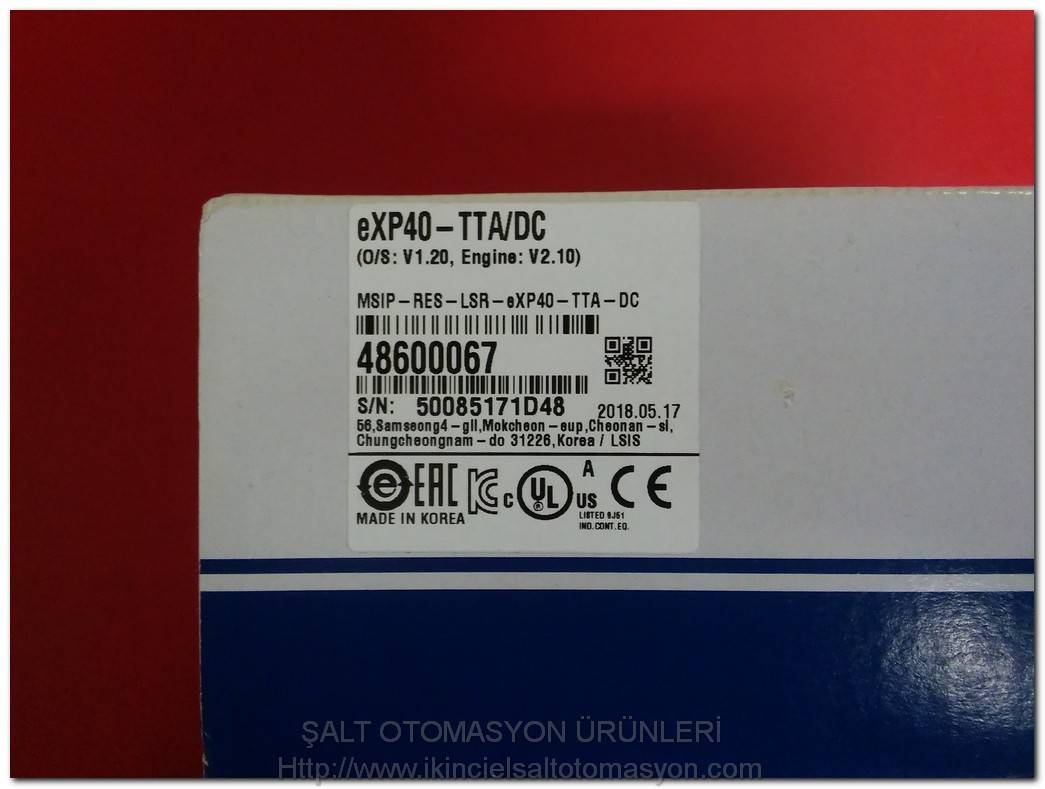 eXP40-TTA/DC
(O/S: V1.20, Engine: V2.10)
MSIP-RES-LSR-eXP40-TTA-DC
48600067
S/N: 50085171D48 2018.05.17
56,Samseong4-gil,Mokcheon-eup,Cheonan-si,
Chungcheongnam-do 31226,Korea / LSIS
EAC KC c UL ® US A CE
MADE IN KOREA
LISTED 9J51
IND.CONT.EQ.
ŞALT OTOMASYON ÜRÜNLERİ
Http://www.ikincielsaltotomasyon.com